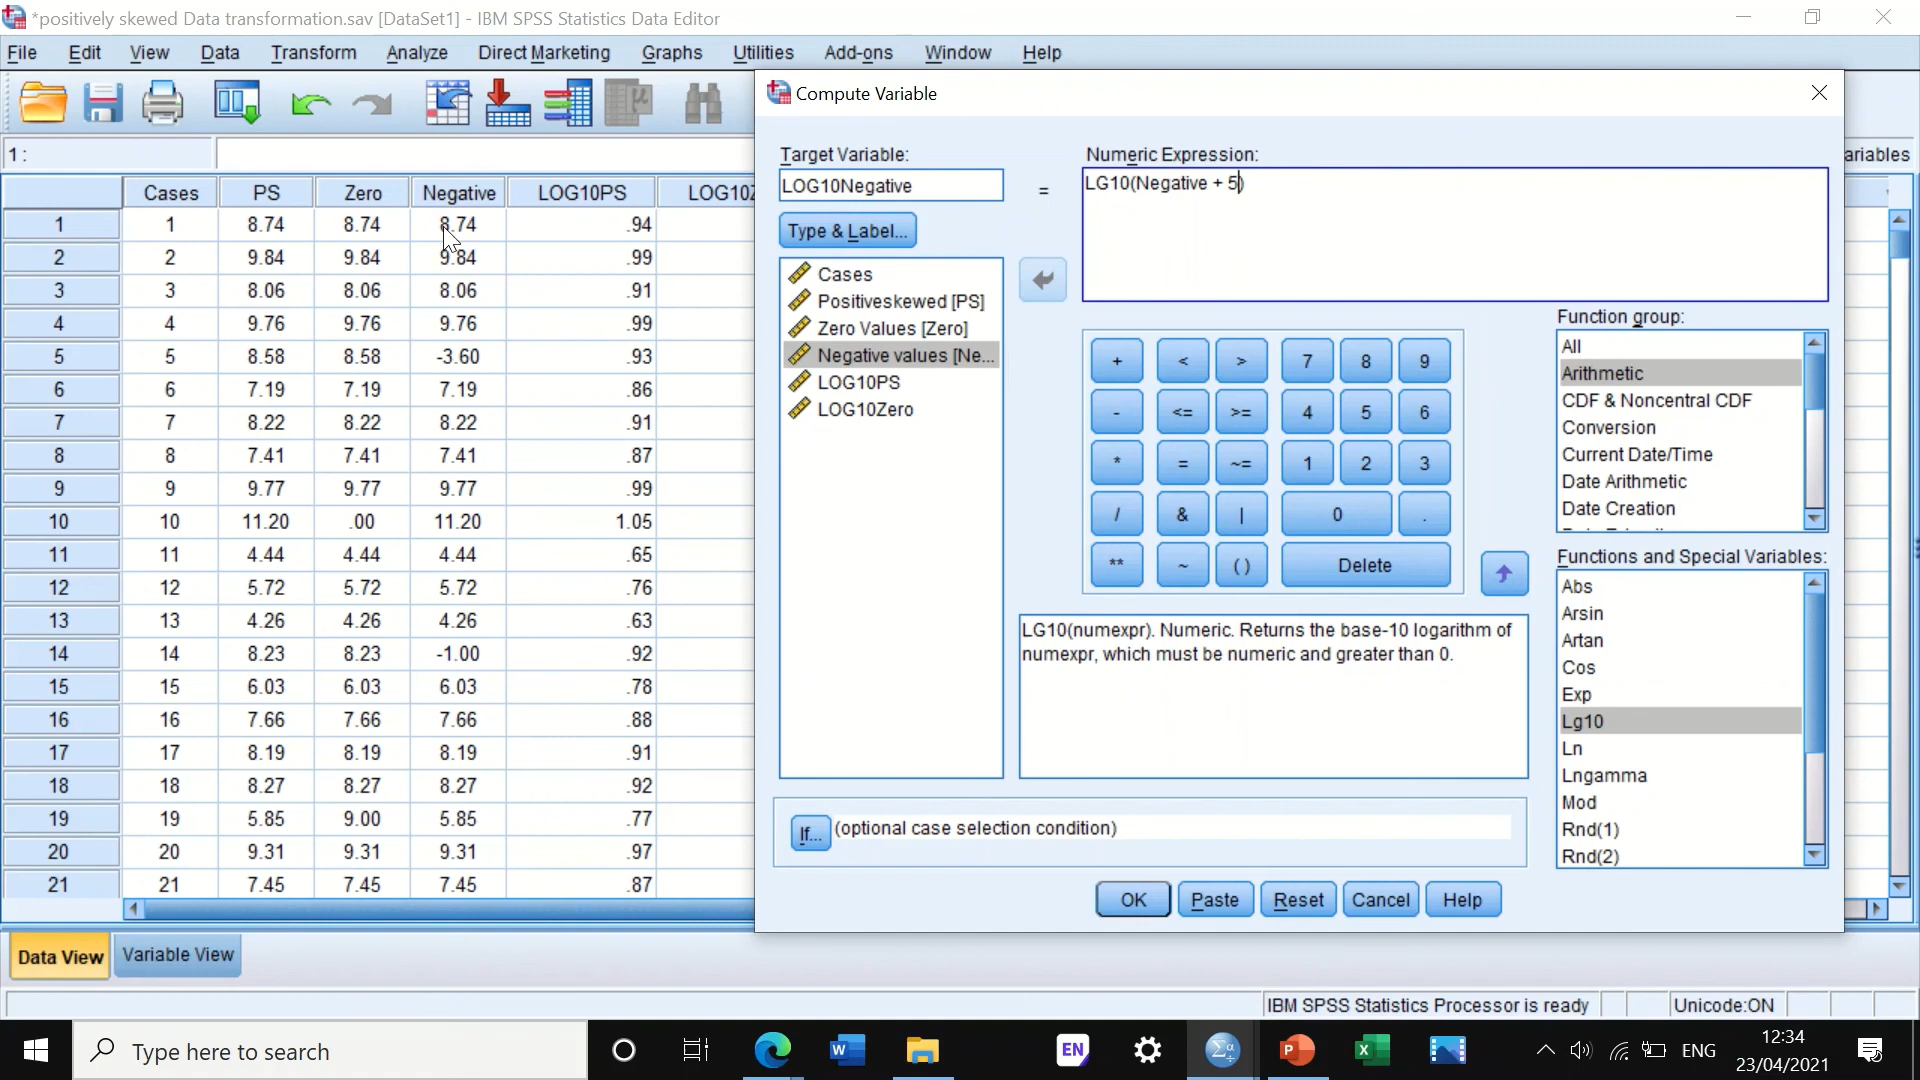 *positively skewed Data transformation.sav [DataSet1] - IBM SPSS Statistics Data Editor
File Edit View Data Transform Analyze Direct Marketing Graphs Utilities Add-ons Window Help
1 :
ariables
Cases PS Zero Negative LOG10PS LOG10Z
1 1 8.74 8.74 8.74 .94
2 2 9.84 9.84 9.84 .99
3 3 8.06 8.06 8.06 .91
4 4 9.76 9.76 9.76 .99
5 5 8.58 8.58 -3.60 .93
6 6 7.19 7.19 7.19 .86
7 7 8.22 8.22 8.22 .91
8 8 7.41 7.41 7.41 .87
9 9 9.77 9.77 9.77 .99
10 10 11.20 .00 11.20 1.05
11 11 4.44 4.44 4.44 .65
12 12 5.72 5.72 5.72 .76
13 13 4.26 4.26 4.26 .63
14 14 8.23 8.23 -1.00 .92
15 15 6.03 6.03 6.03 .78
16 16 7.66 7.66 7.66 .88
17 17 8.19 8.19 8.19 .91
18 18 8.27 8.27 8.27 .92
19 19 5.85 9.00 5.85 .77
20 20 9.31 9.31 9.31 .97
21 21 7.45 7.45 7.45 .87
Compute Variable
Target Variable:
LOG10Negative
=
Numeric Expression:
LG10(Negative + 5)
Type & Label...
Cases
Positiveskewed [PS]
Zero Values [Zero]
Negative values [Ne...
LOG10PS
LOG10Zero
+ < > 7 8 9
- <= >= 4 5 6
* = ~= 1 2 3
/ & | 0 .
** ~ ( ) Delete
LG10(numexpr). Numeric. Returns the base-10 logarithm of
numexpr, which must be numeric and greater than 0.
Function group:
All
Arithmetic
CDF & Noncentral CDF
Conversion
Current Date/Time
Date Arithmetic
Date Creation
Functions and Special Variables:
Abs
Arsin
Artan
Cos
Exp
Lg10
Ln
Lngamma
Mod
Rnd(1)
Rnd(2)
If... (optional case selection condition)
OK Paste Reset Cancel Help
Data View Variable View
IBM SPSS Statistics Processor is ready Unicode:ON
Type here to search
EN
ENG
12:34
23/04/2021